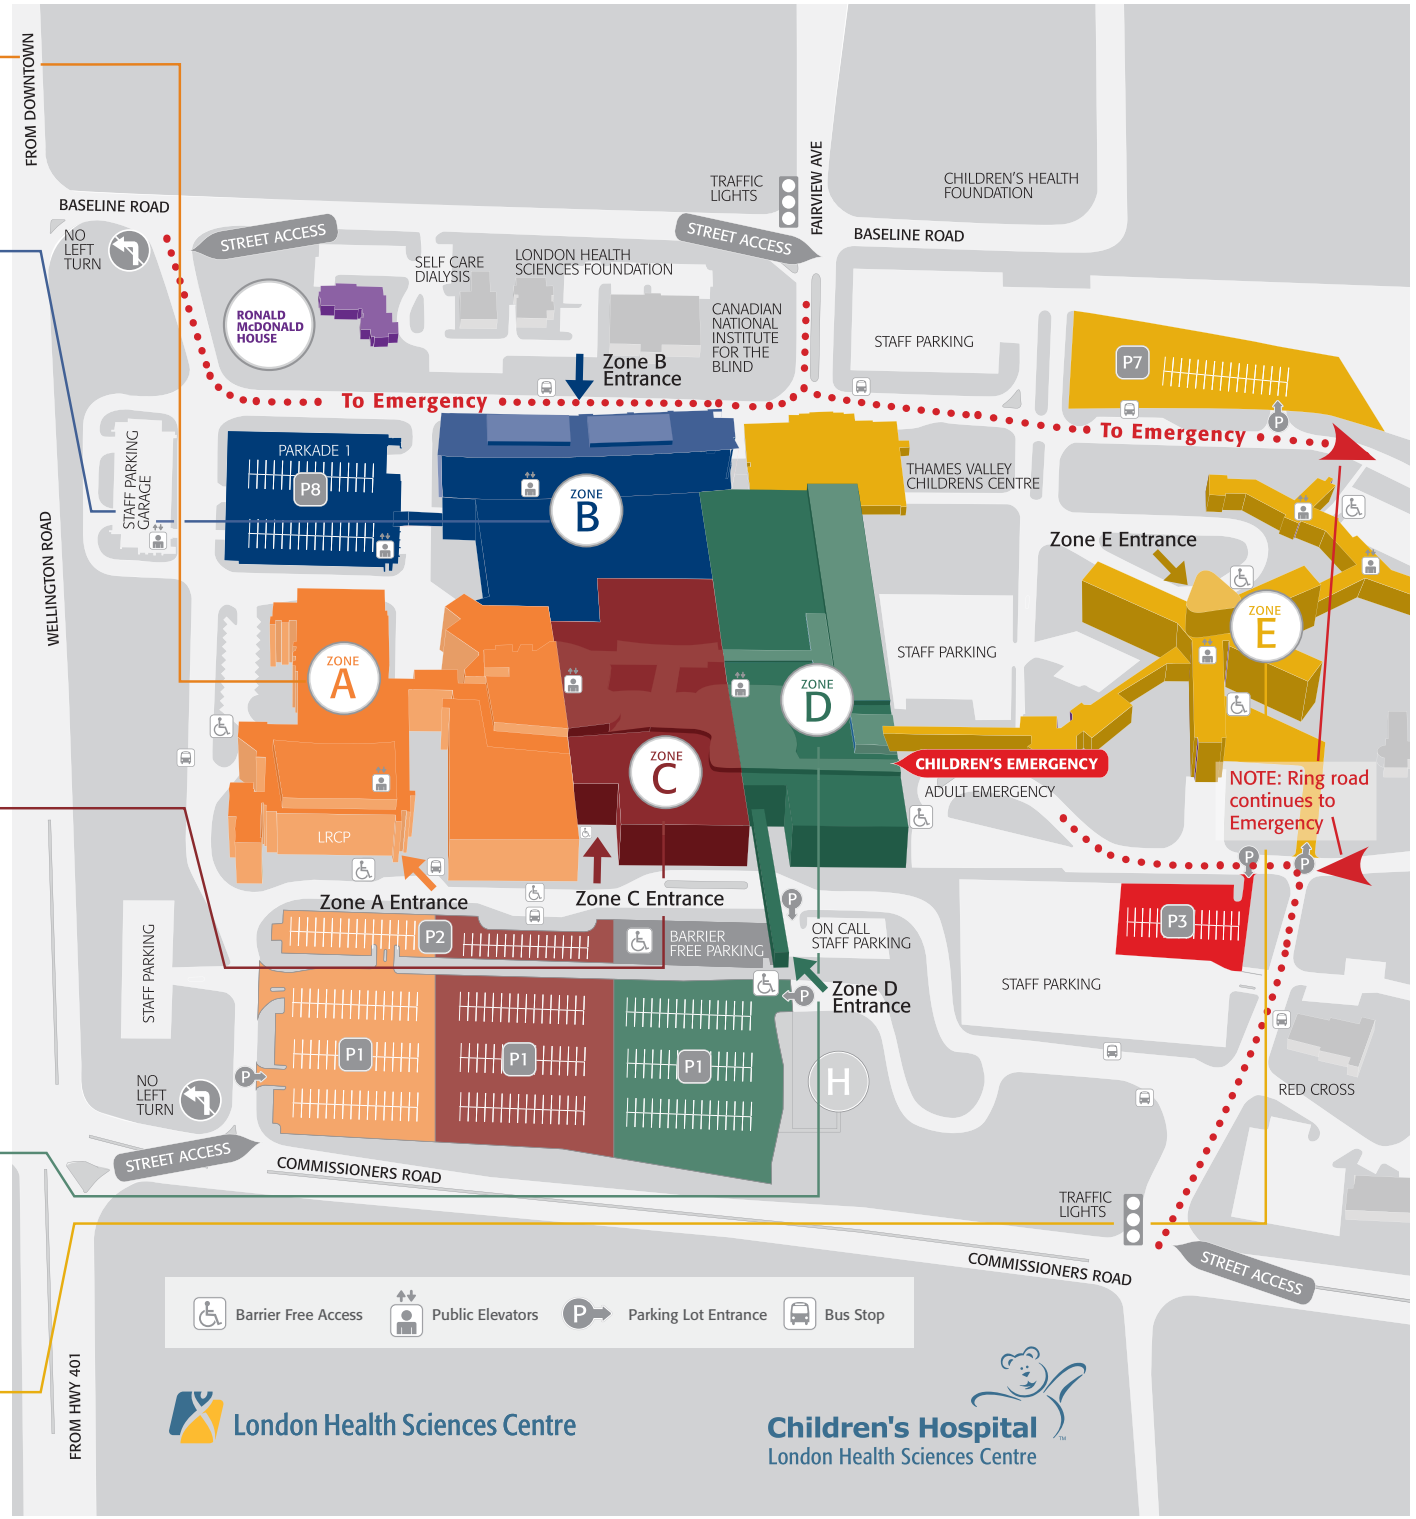 FROM DOWNTOWN
BASELINE ROAD
NO
LEFT
TURN
STREET ACCESS
TRAFFIC
LIGHTS
FAIRVIEW AVE
CHILDREN'S HEALTH
FOUNDATION
STREET ACCESS
BASELINE ROAD
SELF CARE
DIALYSIS
LONDON HEALTH
SCIENCES FOUNDATION
RONALD
McDONALD
HOUSE
CANADIAN
NATIONAL
INSTITUTE
FOR THE
BLIND
STAFF PARKING
P7
P
Zone B
Entrance
To Emergency
To Emergency
STAFF PARKING
GARAGE
PARKADE 1
P8
ZONE
B
THAMES VALLEY
CHILDRENS CENTRE
Zone E Entrance
WELLINGTON ROAD
ZONE
A
ZONE
D
STAFF PARKING
ZONE
E
ZONE
C
CHILDREN'S EMERGENCY
ADULT EMERGENCY
NOTE: Ring road
continues to
Emergency
LRCP
P
P
Zone A Entrance
Zone C Entrance
P
P2
BARRIER
FREE PARKING
ON CALL
STAFF PARKING
P3
STAFF PARKING
STAFF PARKING
Zone D
Entrance
P
P1
P1
P1
H
P
NO
LEFT
TURN
RED CROSS
STREET ACCESS
COMMISSIONERS ROAD
TRAFFIC
LIGHTS
COMMISSIONERS ROAD
STREET ACCESS
Barrier Free Access
Public Elevators
P
Parking Lot Entrance
Bus Stop
FROM HWY 401
London Health Sciences Centre
Children's Hospital
TM
London Health Sciences Centre